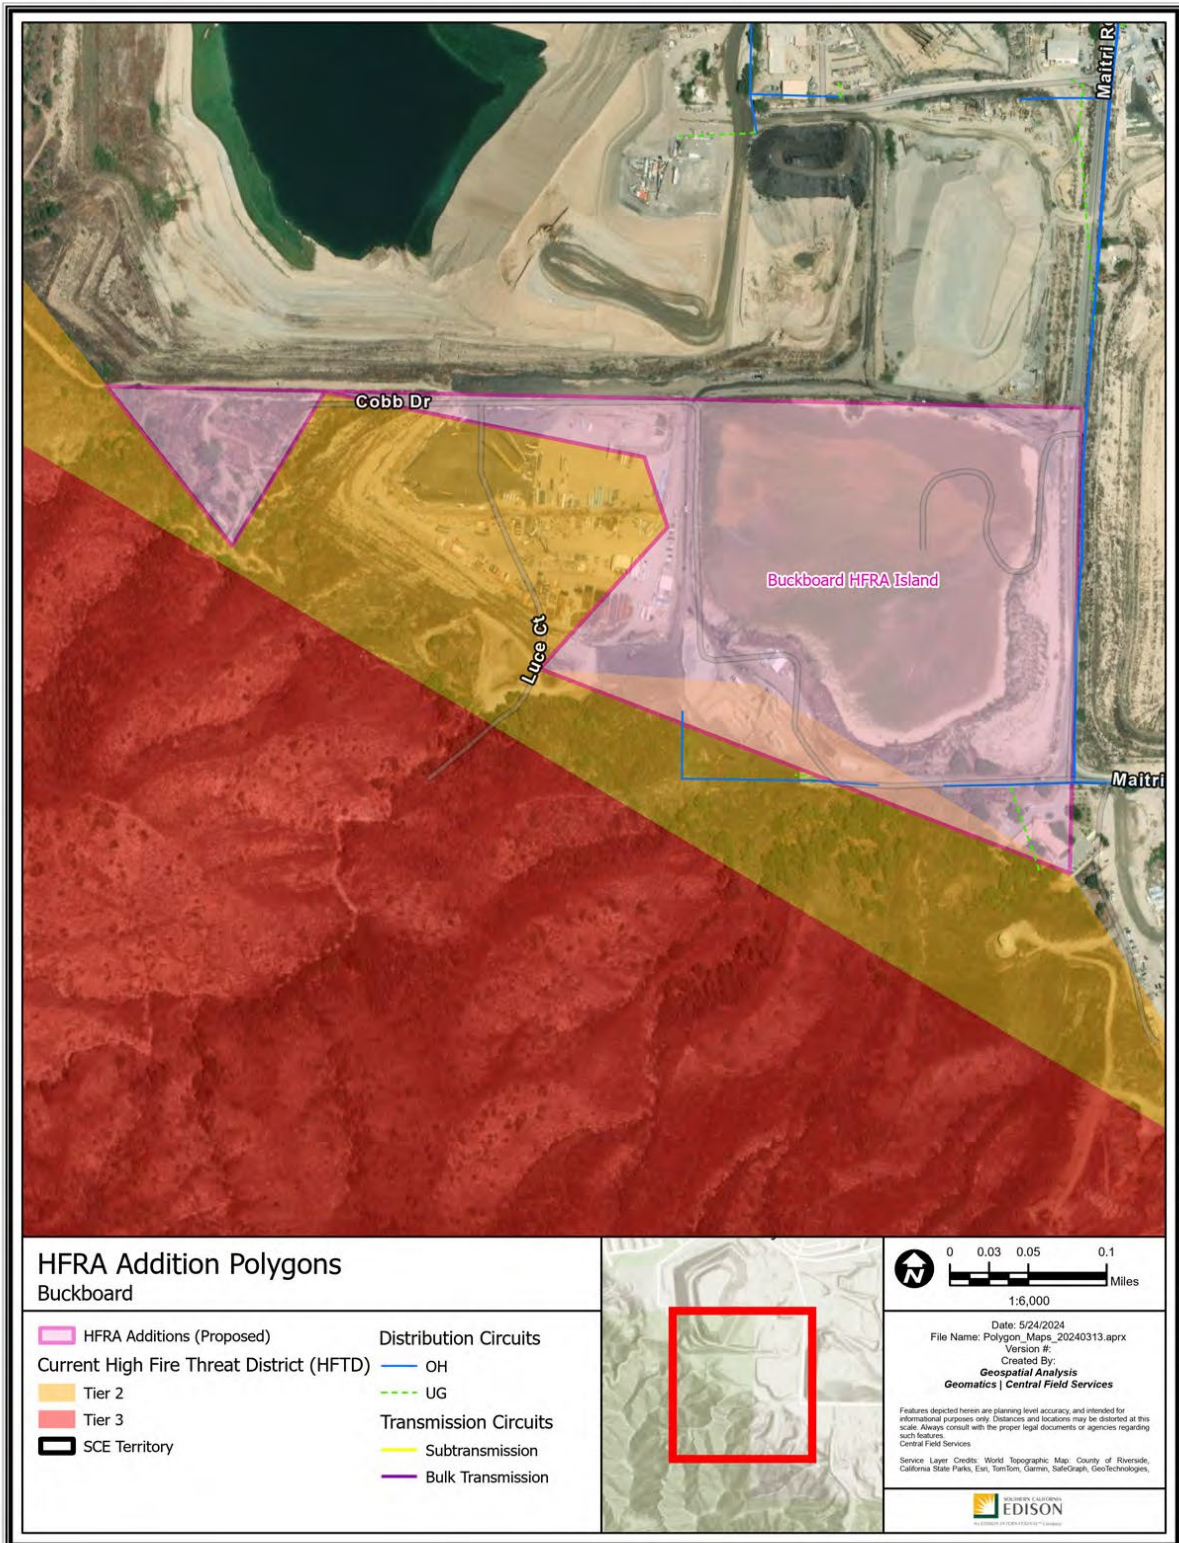 Maitri R
Cobb Dr
Buckboard HFRA Island
Luce Ct
Maitri
HFRA Addition Polygons
Buckboard
HFRA Additions (Proposed)
Current High Fire Threat District (HFTD)
Tier 2
Tier 3
SCE Territory
Distribution Circuits
OH
UG
Transmission Circuits
Subtransmission
Bulk Transmission
N
0 0.03 0.05 0.1
Miles
1:6,000
Date: 5/24/2024
File Name: Polygon_Maps_20240313.aprx
Version #:
Created By:
Geospatial Analysis
Geomatics | Central Field Services
Features depicted herein are planning level accuracy, and intended for
informational purposes only. Distances and locations may be distorted at this
scale. Always consult with the proper legal documents or agencies regarding
such features.
Central Field Services
Service Layer Credits: World Topographic Map: County of Riverside,
California State Parks, Esri, TomTom, Garmin, SafeGraph, GeoTechnologies,
SOUTHERN CALIFORNIA
EDISON
An EDISON INTERNATIONAL™ Company